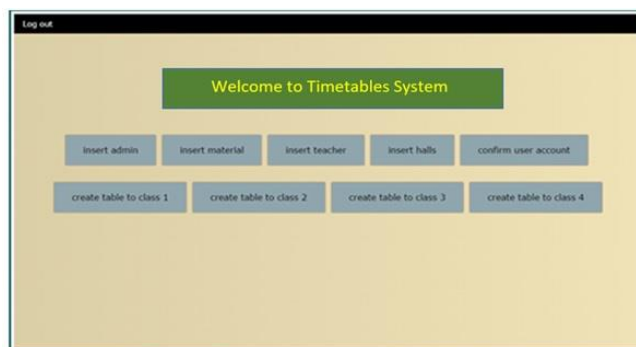 Log out
Welcome to Timetables System
insert admin insert material insert teacher insert halls confirm user account
create table to class 1 create table to class 2 create table to class 3 create table to class 4